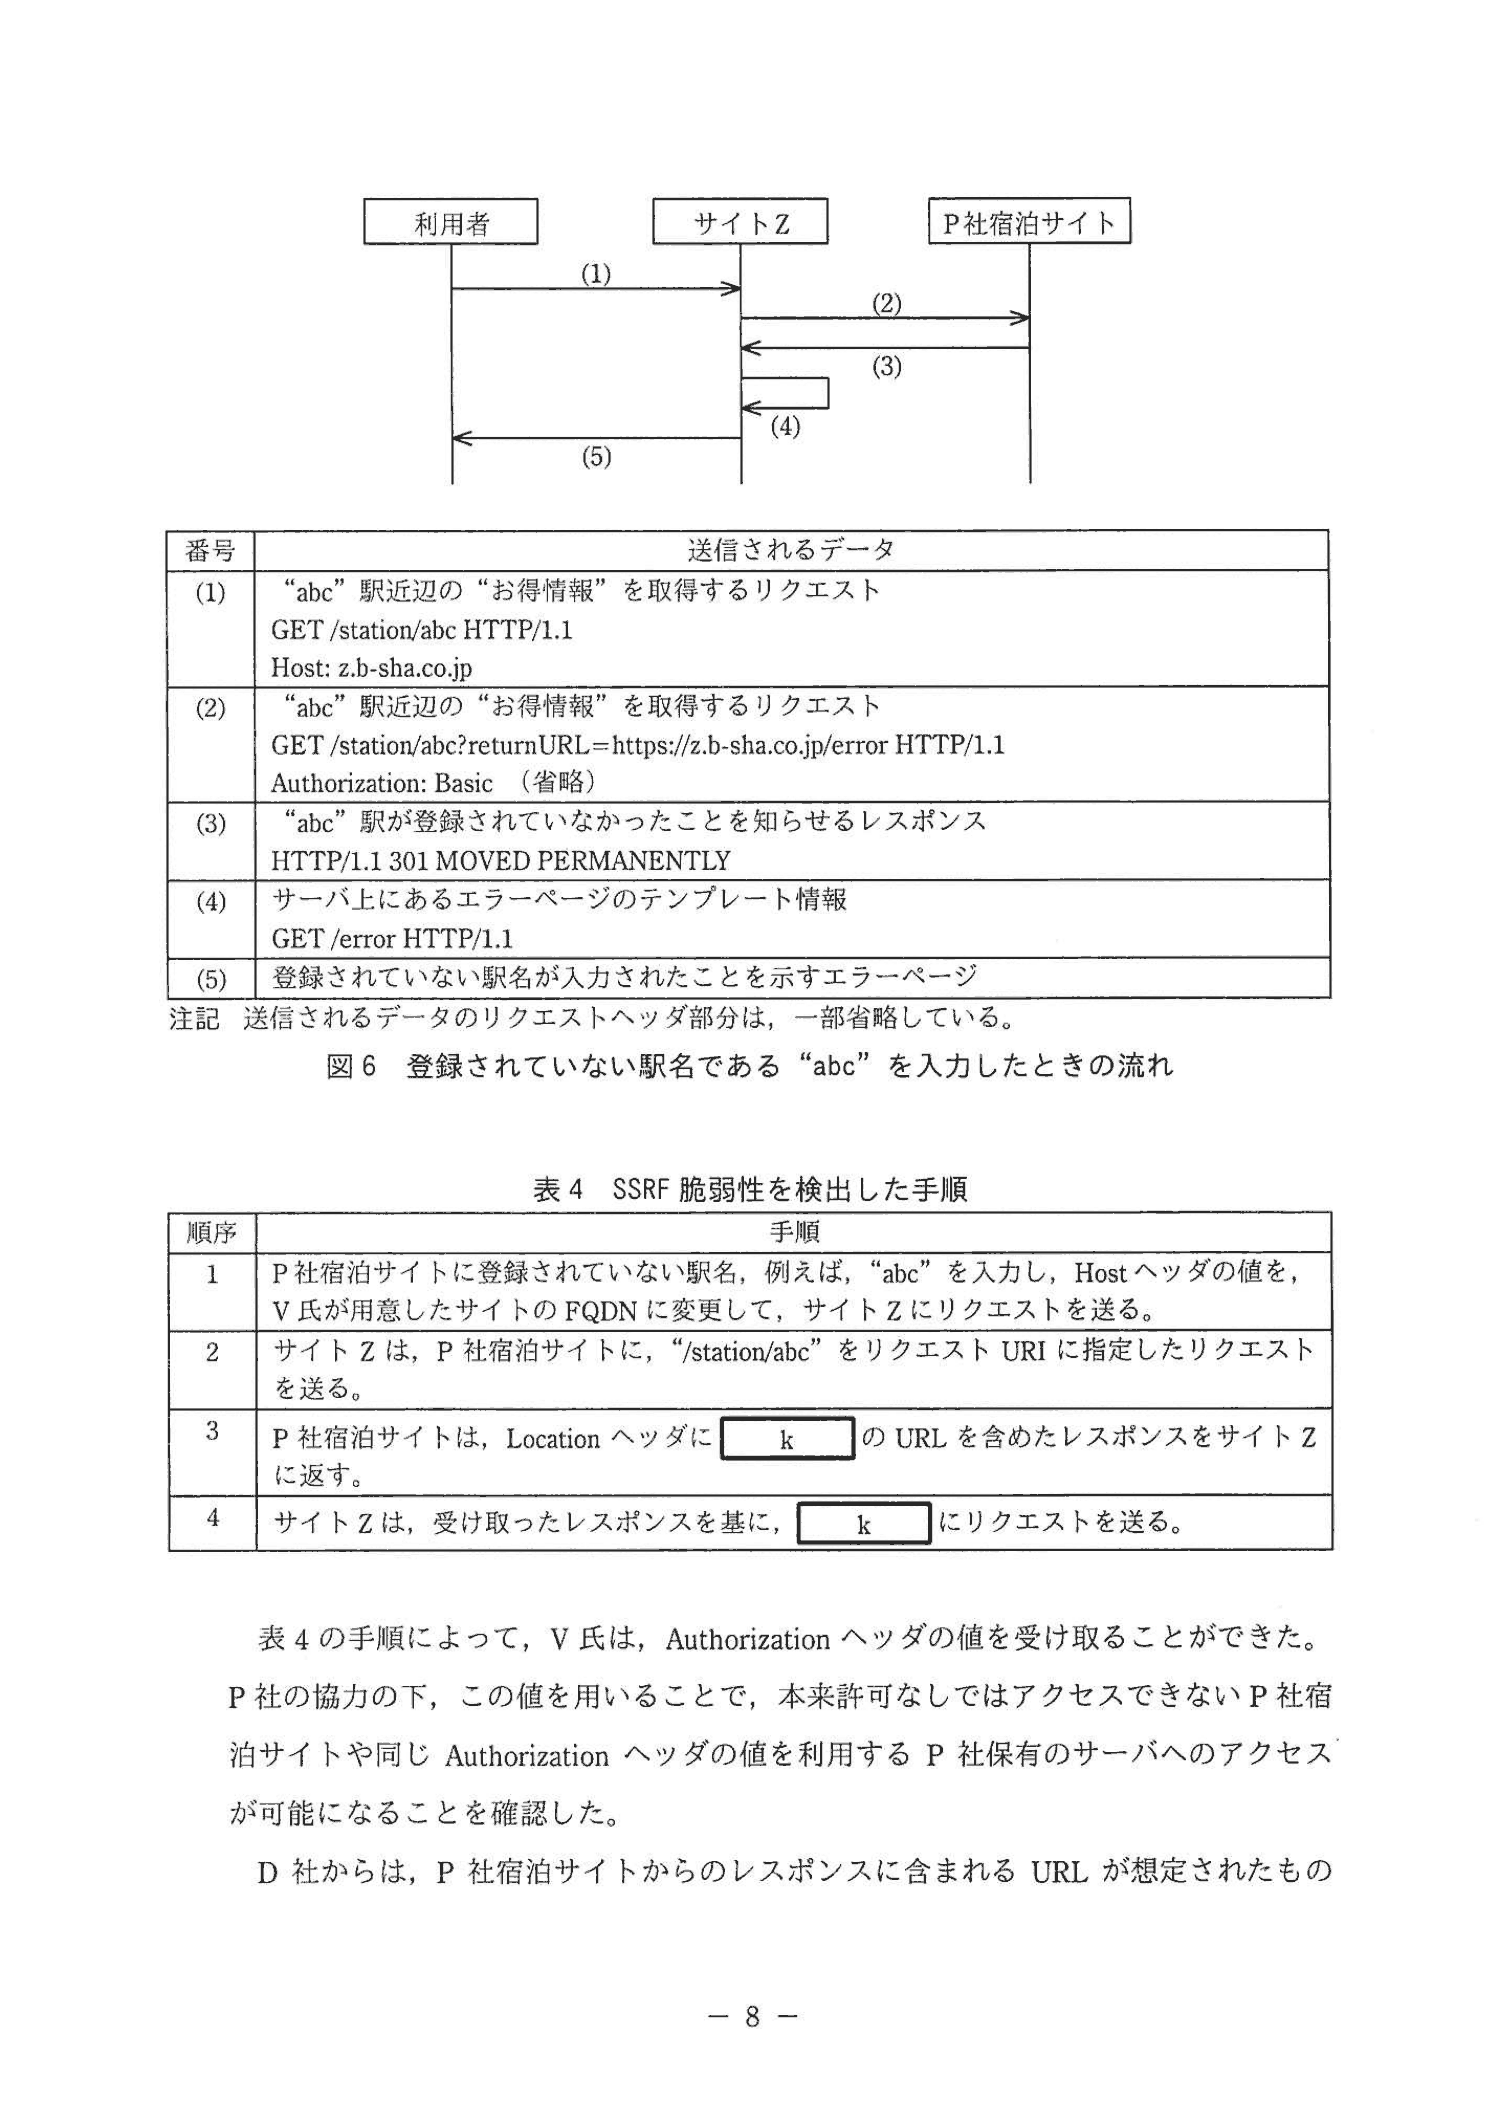 利用者
サイトZ
P社宿泊サイト
(1)
(2)
(3)
(4)
(5)
番号 送信されるデータ
(1) “abc” 駅近辺の “お得情報” を取得するリクエスト
GET /station/abc HTTP/1.1
Host: z.b-sha.co.jp
(2) “abc” 駅近辺の “お得情報” を取得するリクエスト
GET /station/abc?returnURL=https://z.b-sha.co.jp/error HTTP/1.1
Authorization: Basic （省略）
(3) “abc” 駅が登録されていなかったことを知らせるレスポンス
HTTP/1.1 301 MOVED PERMANENTLY
(4) サーバ上にあるエラーページのテンプレート情報
GET /error HTTP/1.1
(5) 登録されていない駅名が入力されたことを示すエラーページ
注記 送信されるデータのリクエストヘッダ部分は，一部省略している。
図6 登録されていない駅名である “abc” を入力したときの流れ
表4 SSRF 脆弱性を検出した手順
順序 手順
1 P社宿泊サイトに登録されていない駅名，例えば，“abc” を入力し，Host ヘッダの値を，
V 氏が用意したサイトの FQDN に変更して，サイト Z にリクエストを送る。
2 サイト Z は，P 社宿泊サイトに，“/station/abc” をリクエスト URI に指定したリクエスト
を送る。
3 P 社宿泊サイトは，Location ヘッダに k の URL を含めたレスポンスをサイト Z
に返す。
4 サイト Z は，受け取ったレスポンスを基に， k にリクエストを送る。
表 4 の手順によって，V 氏は，Authorization ヘッダの値を受け取ることができた。
P 社の協力の下，この値を用いることで，本来許可なしではアクセスできない P 社宿
泊サイトや同じ Authorization ヘッダの値を利用する P 社保有のサーバへのアクセス
が可能になることを確認した。
D 社からは，P 社宿泊サイトからのレスポンスに含まれる URL が想定されたもの
－ 8 －